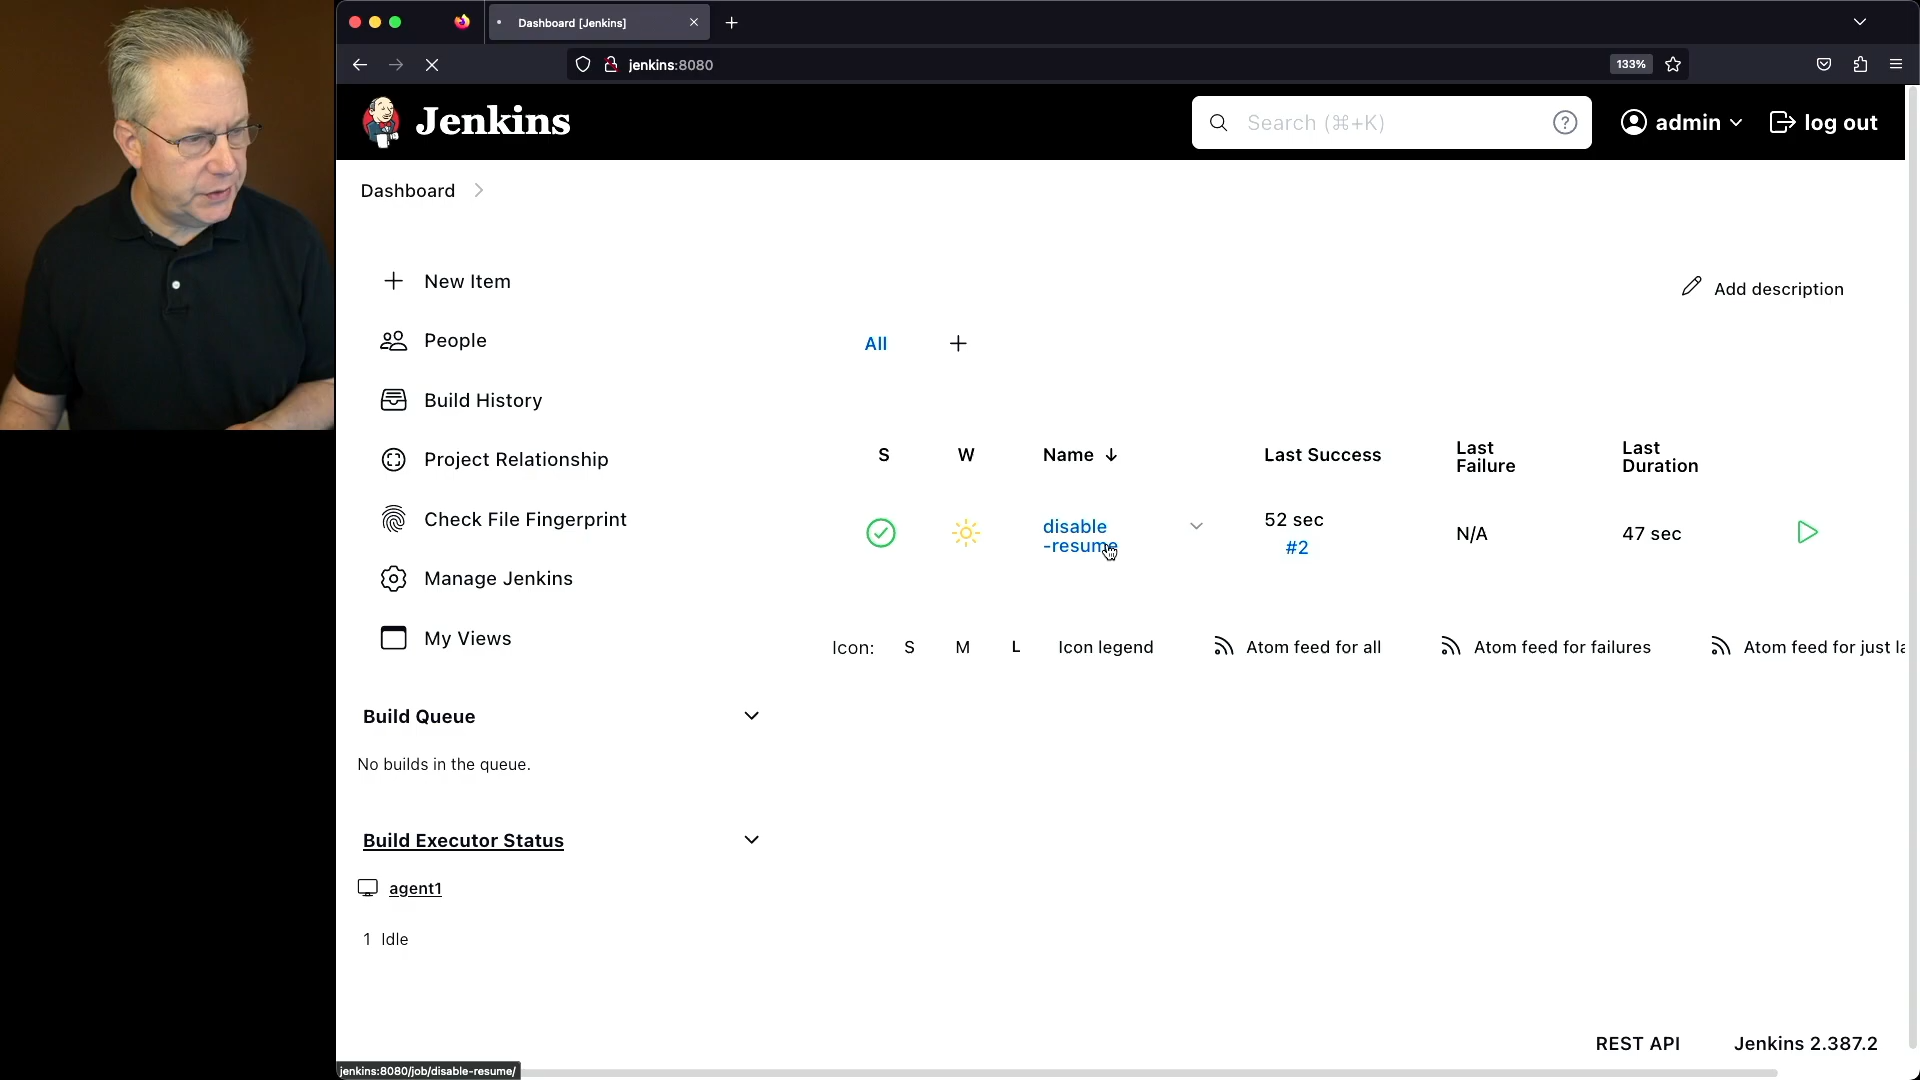 Dashboard [Jenkins]
jenkins:8080
133%
Jenkins
Search (⌘+K)
admin
log out
Dashboard
New Item
People
Build History
Project Relationship
Check File Fingerprint
Manage Jenkins
My Views
Build Queue
No builds in the queue.
Build Executor Status
agent1
1 Idle
Add description
All
S W Name ↓ Last Success Last Failure Last Duration
disable
-resume
52 sec
#2
N/A
47 sec
Icon: S M L Icon legend Atom feed for all Atom feed for failures Atom feed for just la
REST API Jenkins 2.387.2
jenkins:8080/job/disable-resume/